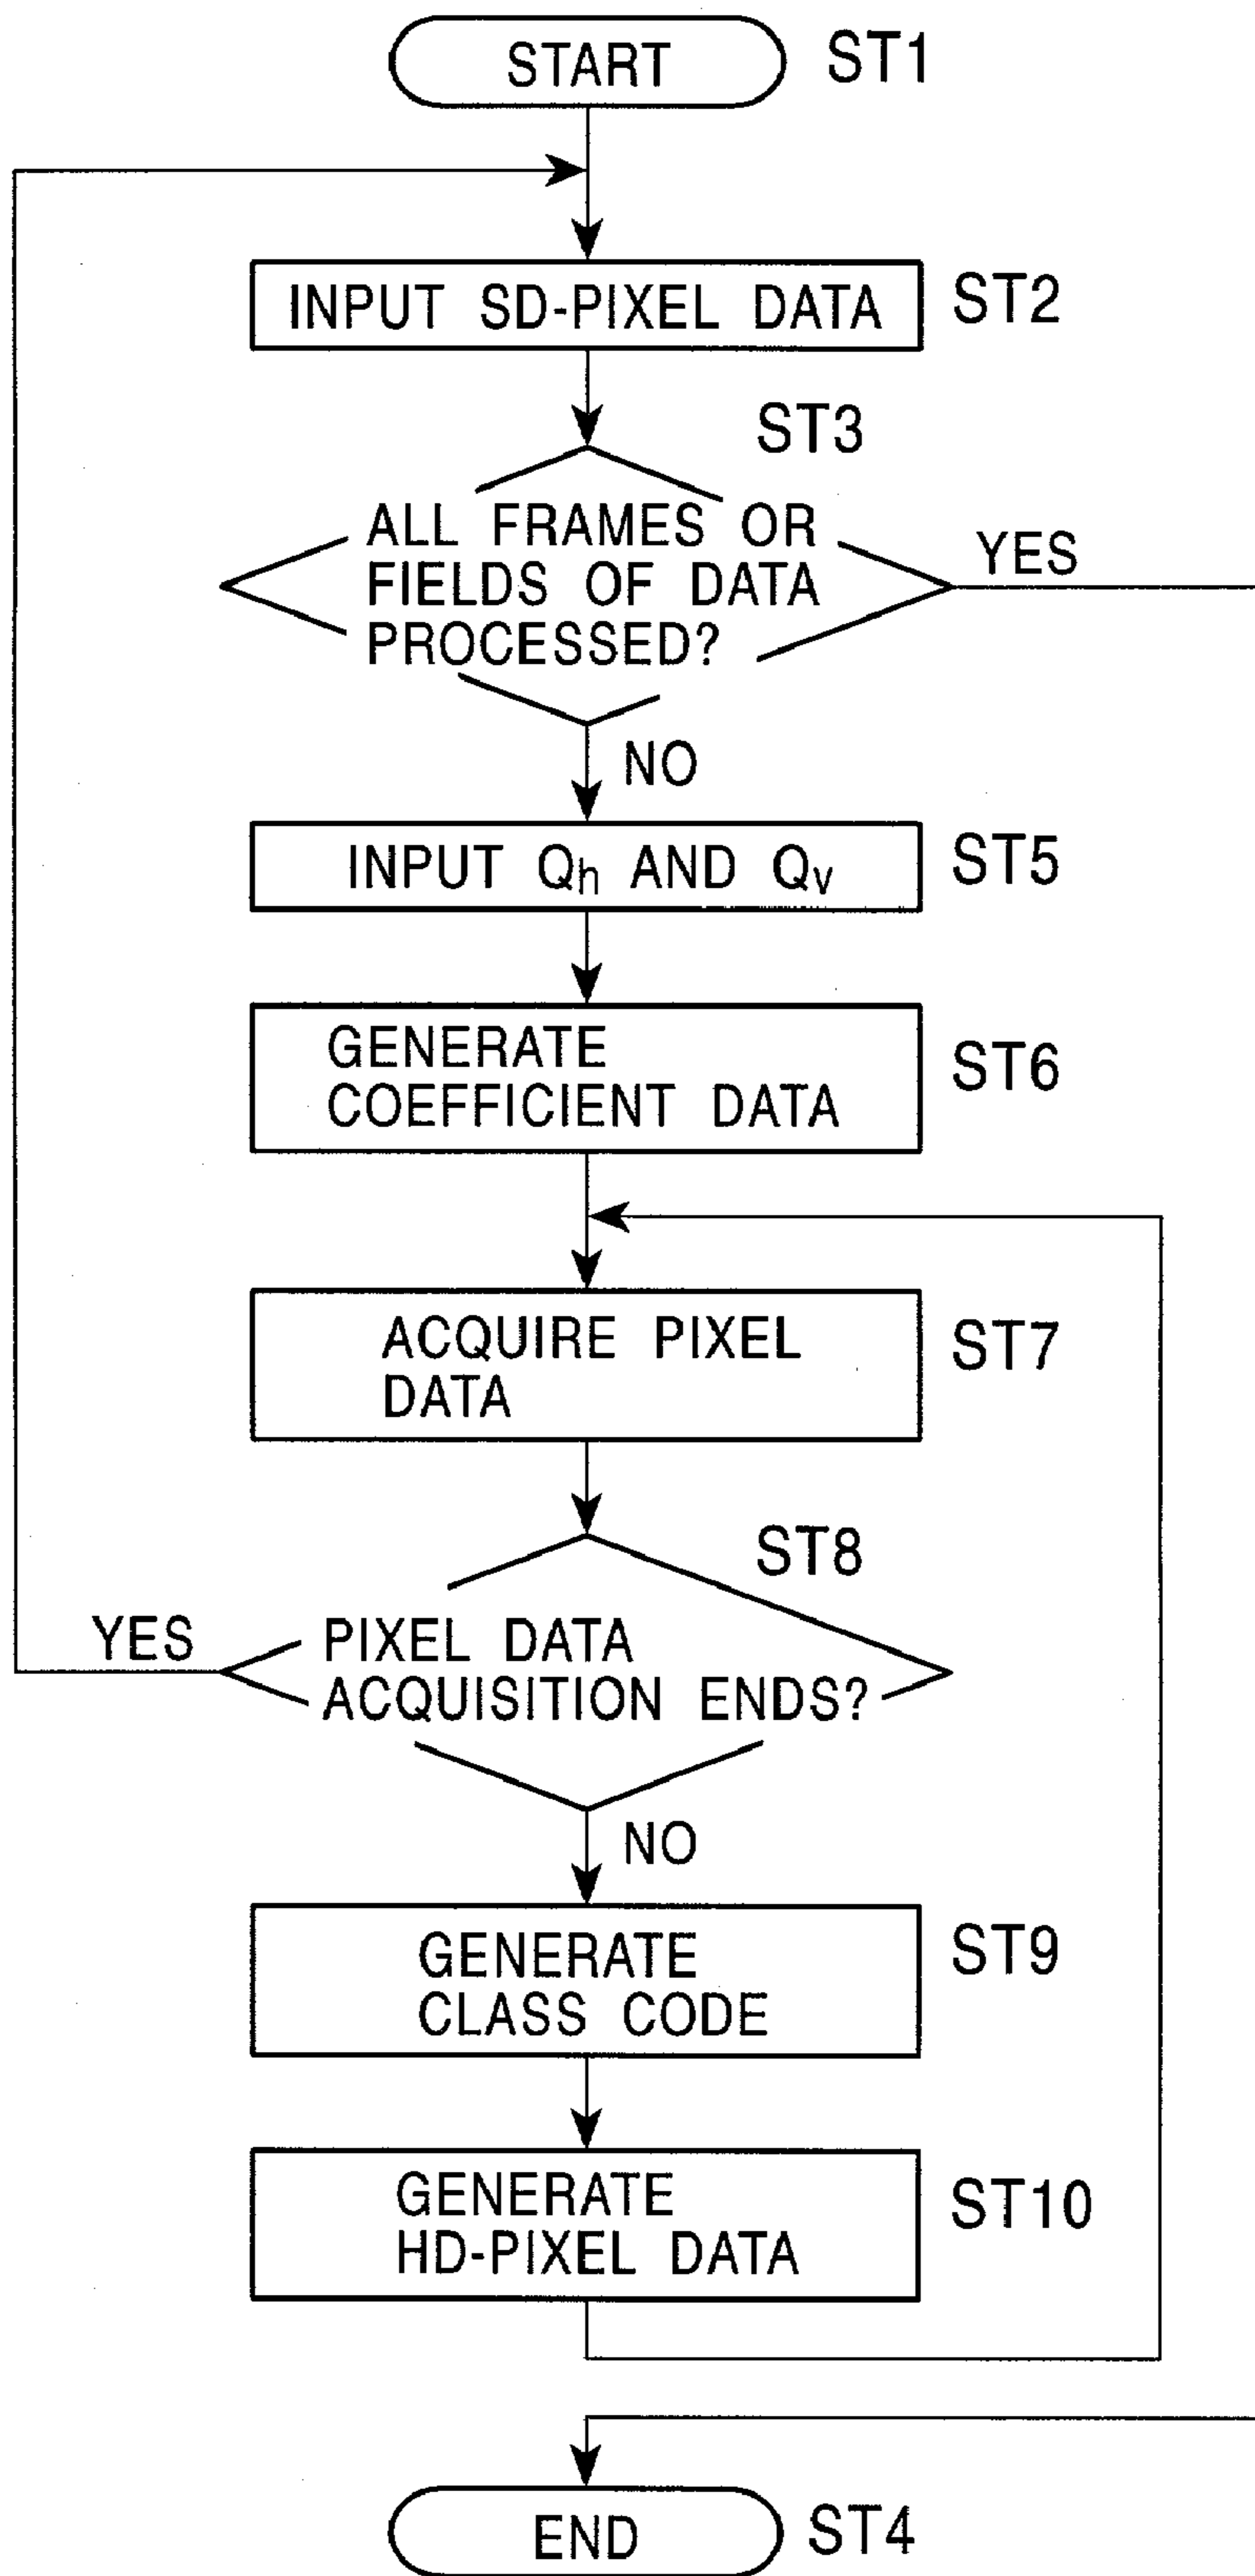 START
ST1
INPUT SD-PIXEL DATA
ST2
ST3
ALL FRAMES OR
FIELDS OF DATA
PROCESSED?
YES
NO
INPUT Qh AND Qv
ST5
GENERATE
COEFFICIENT DATA
ST6
ACQUIRE PIXEL
DATA
ST7
ST8
YES
PIXEL DATA
ACQUISITION ENDS?
NO
GENERATE
CLASS CODE
ST9
GENERATE
HD-PIXEL DATA
ST10
END
ST4